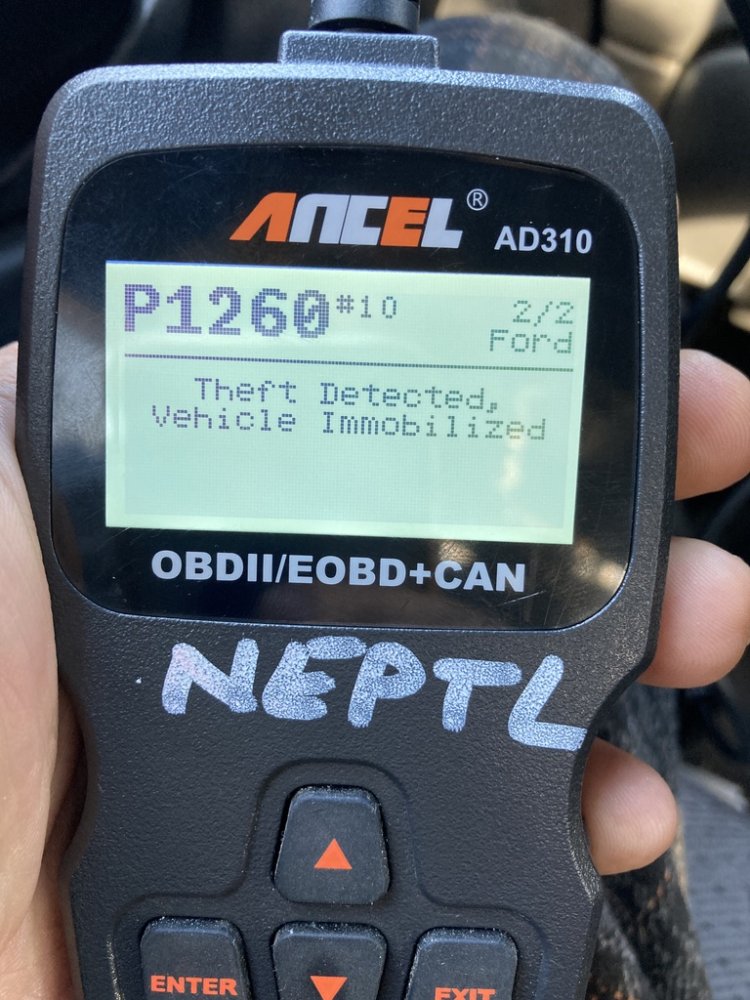 ANCEL®
AD310
P1260#10 2/2
Ford
Theft Detected,
Vehicle Immobilized
OBDII/EOBD+CAN
NEPTL
ENTER
EXIT